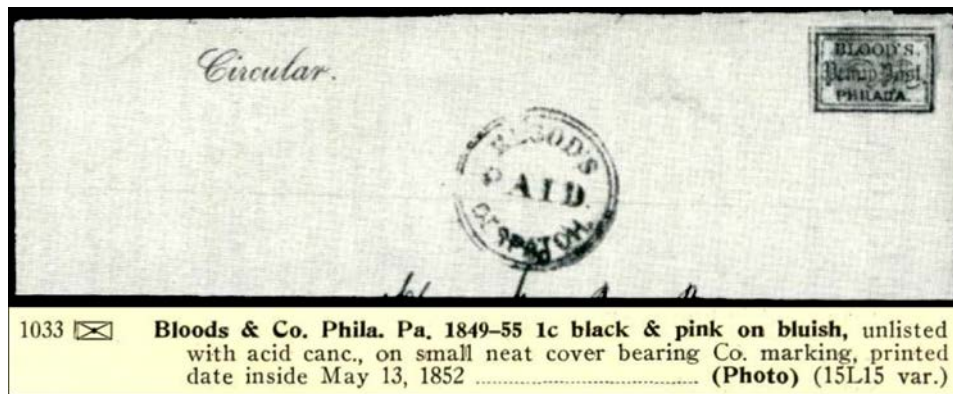 Circular.
BLOOD'S.
Penny Post.
PHILAD'A.
BLOOD'S
PAID.
DESPATCH
1033 Bloods & Co. Phila. Pa. 1849–55 1c black & pink on bluish, unlisted
with acid canc., on small neat cover bearing Co. marking, printed
date inside May 13, 1852 ........................................ (Photo) (15L15 var.)